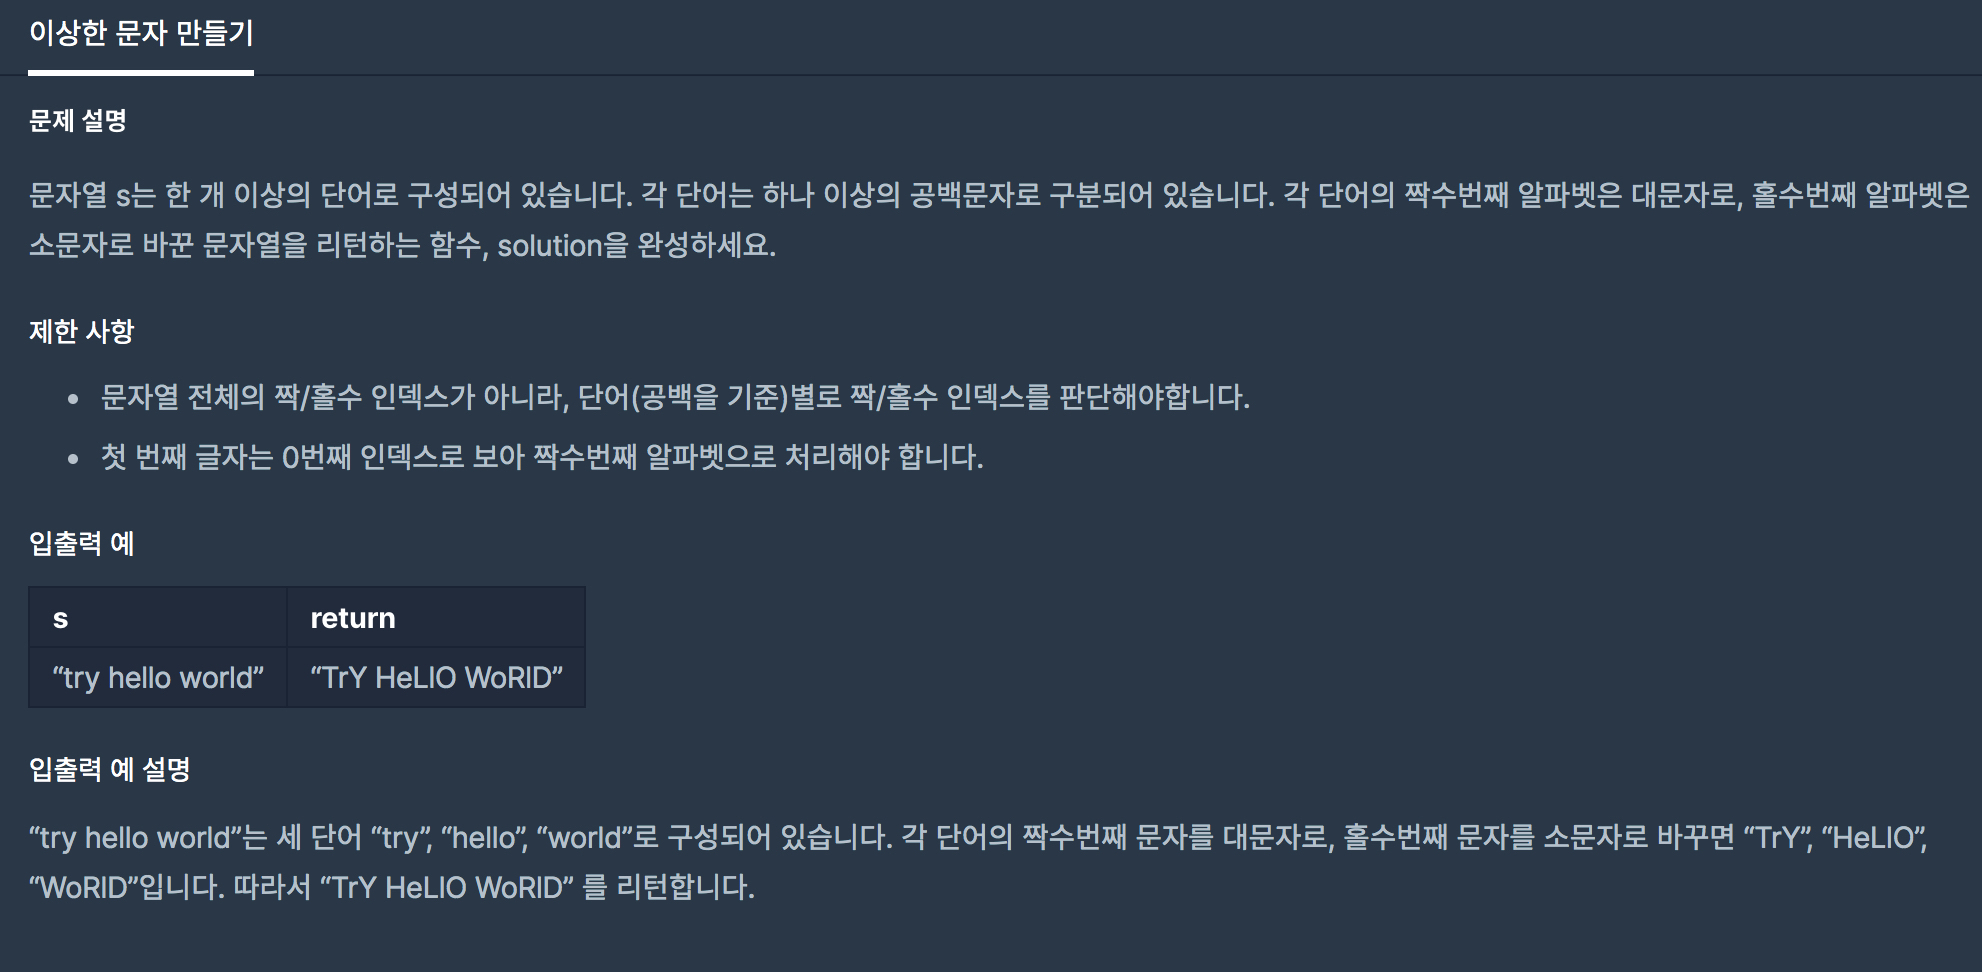 이상한 문자 만들기
문제 설명
문자열 s는 한 개 이상의 단어로 구성되어 있습니다. 각 단어는 하나 이상의 공백문자로 구분되어 있습니다. 각 단어의 짝수번째 알파벳은 대문자로, 홀수번째 알파벳은
소문자로 바꾼 문자열을 리턴하는 함수, solution을 완성하세요.
제한 사항
• 문자열 전체의 짝/홀수 인덱스가 아니라, 단어(공백을 기준)별로 짝/홀수 인덱스를 판단해야합니다.
• 첫 번째 글자는 0번째 인덱스로 보아 짝수번째 알파벳으로 처리해야 합니다.
입출력 예
s return
“try hello world” “TrY HeLlO WoRlD”
입출력 예 설명
“try hello world”는 세 단어 “try”, “hello”, “world”로 구성되어 있습니다. 각 단어의 짝수번째 문자를 대문자로, 홀수번째 문자를 소문자로 바꾸면 “TrY”, “HeLlO”,
“WoRlD”입니다. 따라서 “TrY HeLlO WoRlD” 를 리턴합니다.